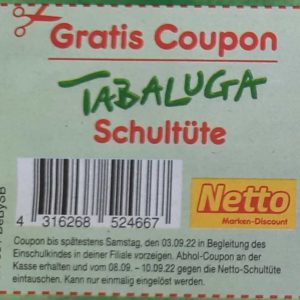 Gratis Coupon
TABALUGA
Schultüte
4 316268 524667
Netto
Marken-Discount
Coupon bis spätestens Samstag, den 03.09.22 in Begleitung des
Einschulkindes in deiner Filiale vorzeigen. Abhol-Coupon an der
Kasse erhalten und vom 08.09. - 10.09.22 gegen die Netto-Schultüte
eintauschen. Kann nur einmalig eingelöst werden.